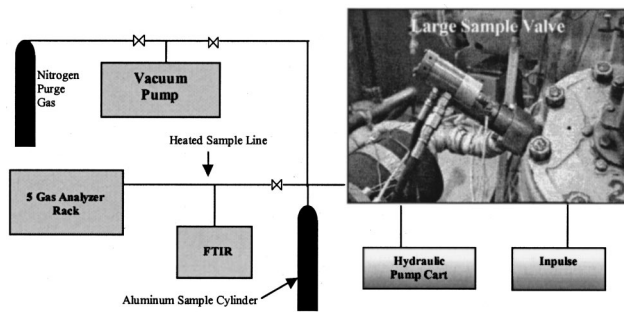 Large Sample Valve
Nitrogen
Purge
Gas
Vacuum
Pump
Heated Sample Line
5 Gas Analyzer
Rack
FTIR
Aluminum Sample Cylinder
Hydraulic
Pump Cart
Inpulse